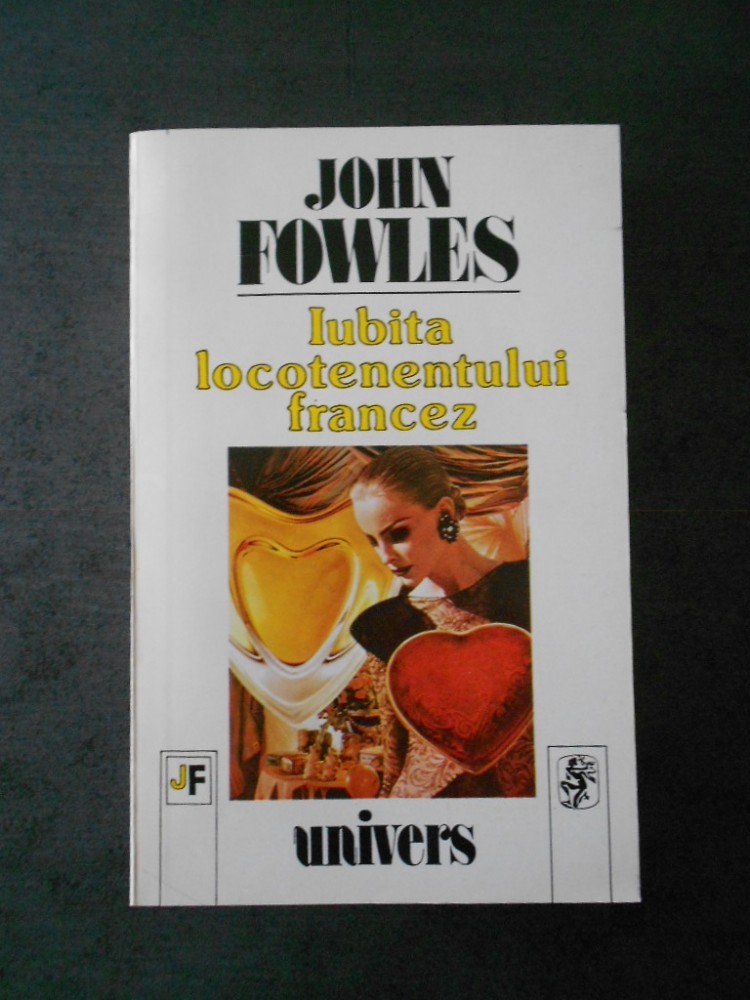 JOHN
FOWLES
Iubita
locotenentului
francez
JF
univers